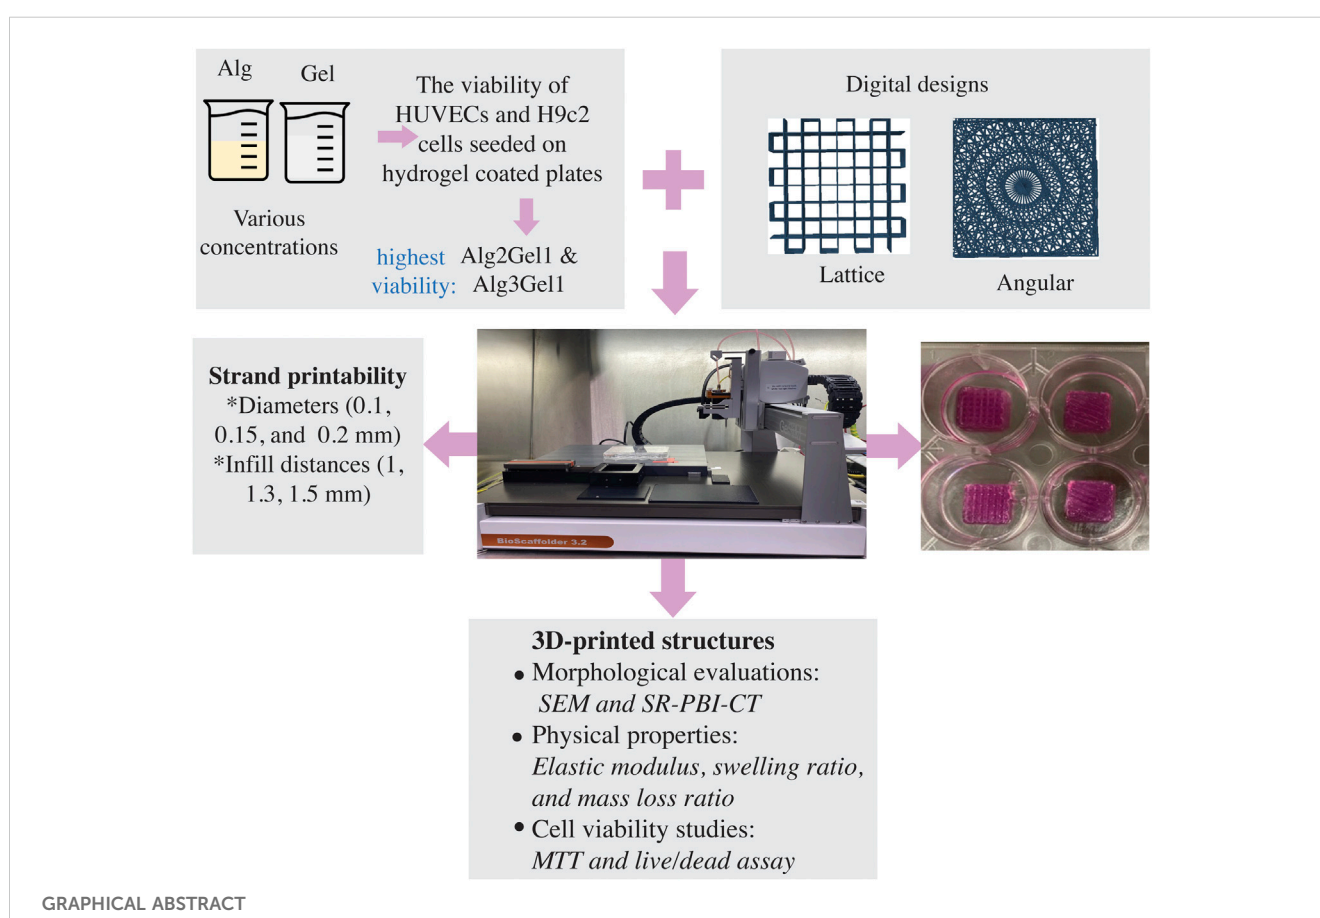 Alg
Gel
Various
concentrations
The viability of
HUVECs and H9c2
cells seeded on
hydrogel coated plates
highest
viability:
Alg2Gel1 &
Alg3Gel1
Digital designs
Lattice
Angular
Strand printability
*Diameters (0.1,
0.15, and 0.2 mm)
*Infill distances (1,
1.3, 1.5 mm)
BioScaffolder 3.2
3D-printed structures
• Morphological evaluations:
SEM and SR-PBI-CT
• Physical properties:
Elastic modulus, swelling ratio,
and mass loss ratio
• Cell viability studies:
MTT and live/dead assay
GRAPHICAL ABSTRACT